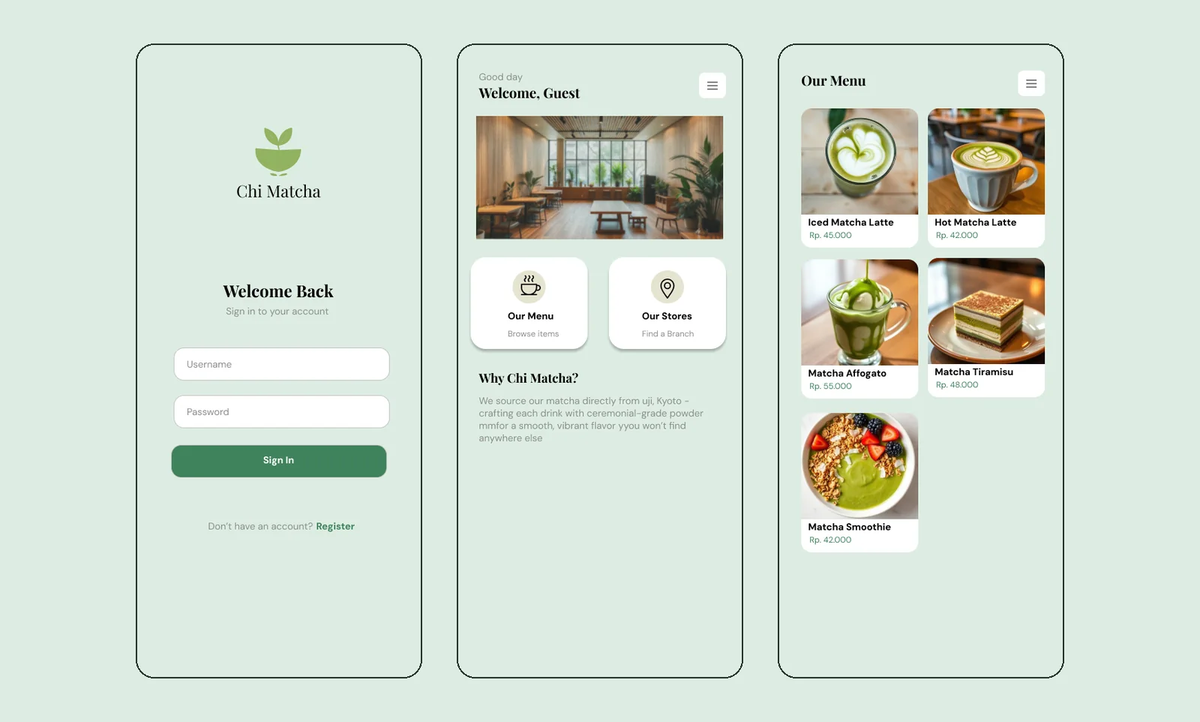 Chi Matcha
Welcome Back
Sign in to your account
Username
Password
Sign In
Don't have an account? Register
Good day
Welcome, Guest
Our Menu
Browse items
Our Stores
Find a Branch
Why Chi Matcha?
We source our matcha directly from uji, Kyoto -
crafting each drink with ceremonial-grade powder
mmfor a smooth, vibrant flavor yyou won't find
anywhere else
Our Menu
Iced Matcha Latte
Rp. 45.000
Hot Matcha Latte
Rp. 42.000
Matcha Affogato
Rp. 55.000
Matcha Tiramisu
Rp. 48.000
Matcha Smoothie
Rp. 42.000